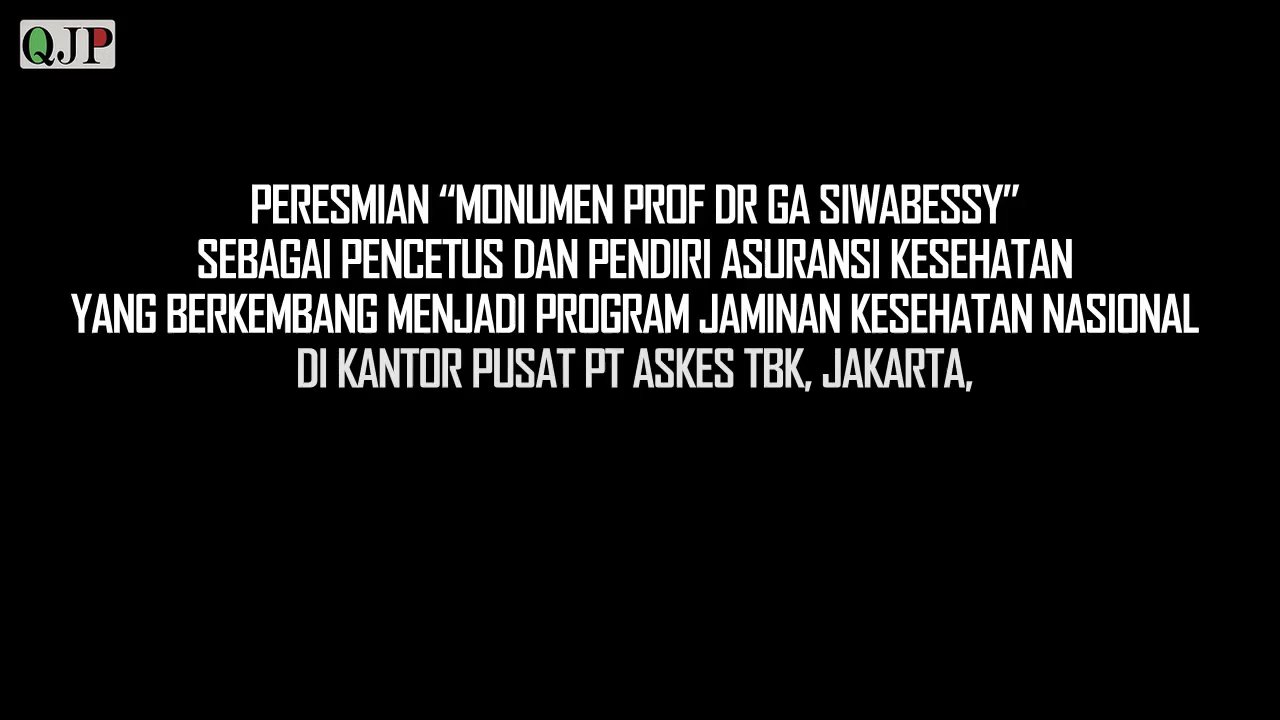 QJP
PERESMIAN “MONUMEN PROF DR GA SIWABESSY”
SEBAGAI PENCETUS DAN PENDIRI ASURANSI KESEHATAN
YANG BERKEMBANG MENJADI PROGRAM JAMINAN KESEHATAN NASIONAL
DI KANTOR PUSAT PT ASKES TBK, JAKARTA,